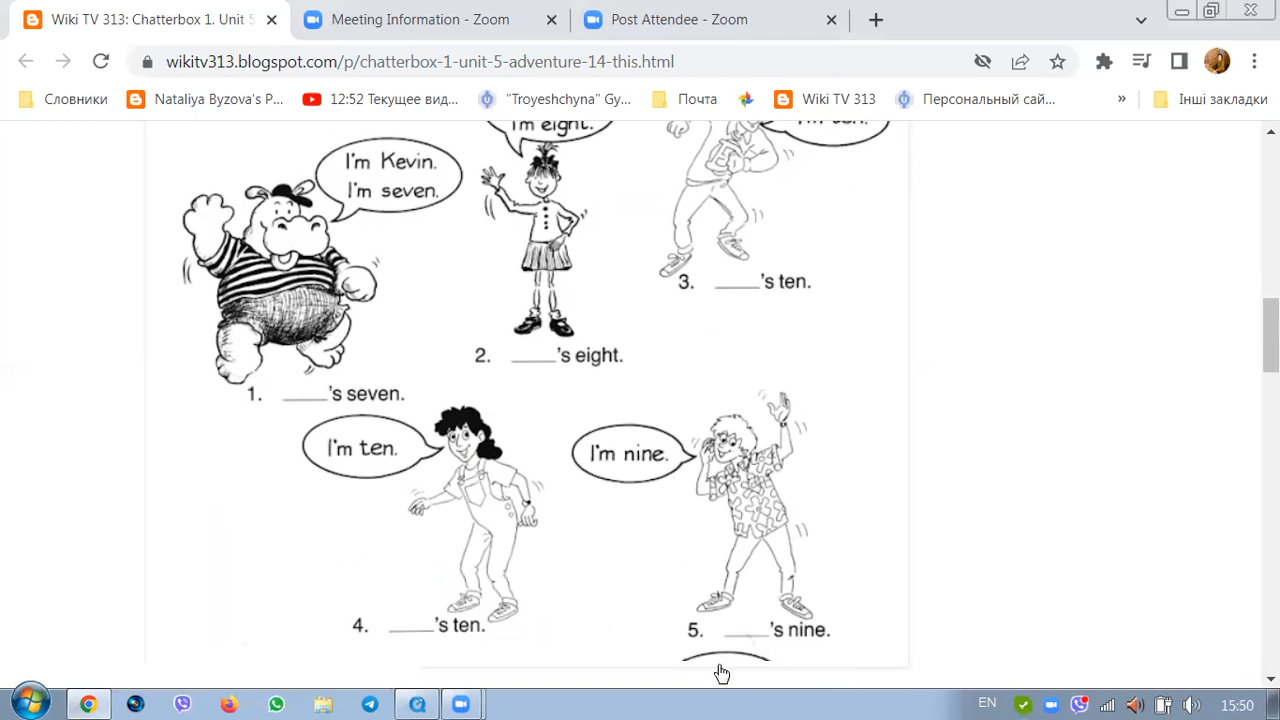 Wiki TV 313: Chatterbox 1. Unit 5
Meeting Information - Zoom
Post Attendee - Zoom
wikitv313.blogspot.com/p/chatterbox-1-unit-5-adventure-14-this.html
Словники
Nataliya Byzova's P...
12:52 Текущее вид...
"Troyeshchyna" Gy...
Почта
Wiki TV 313
Персональный сай...
»
Інші закладки
I'm eight.
I'm Kevin.
I'm seven.
3. ____'s ten.
2. ____'s eight.
1. ____'s seven.
I'm ten.
I'm nine.
4. ____'s ten.
5. ____'s nine.
EN
15:50